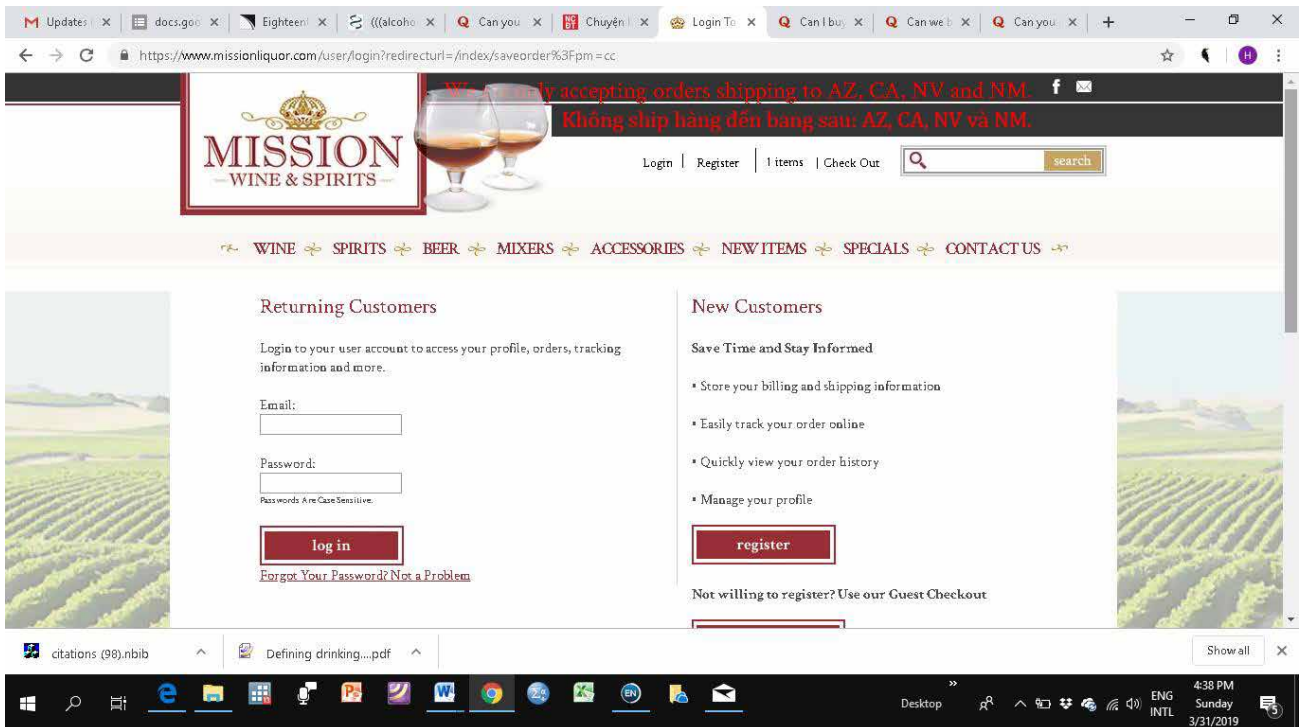 Updates
docs.goo
Eighteen
(((alcoho
Can you
Chuyện
Login To
Can I buy
Can we b
Can you
https://www.missionliquor.com/user/login?redirecturl=/index/saveorder%3Fpm=cc
H
accepting orders shipping to AZ, CA, NV and NM.
Không ship hàng đến bang sau: AZ, CA, NV và NM.
MISSION
WINE & SPIRITS
Login | Register | 1 items | Check Out
search
WINE SPIRITS BEER MIXERS ACCESSORIES NEW ITEMS SPECIALS CONTACT US
Returning Customers
Login to your user account to access your profile, orders, tracking
information and more.
Email:
Password:
Passwords Are Case Sensitive.
log in
Forgot Your Password? Not a Problem
New Customers
Save Time and Stay Informed
▪ Store your billing and shipping information
▪ Easily track your order online
▪ Quickly view your order history
▪ Manage your profile
register
Not willing to register? Use our Guest Checkout
citations (98).nbib
Defining drinking....pdf
Show all
Desktop
ENG
INTL
4:38 PM
Sunday
3/31/2019